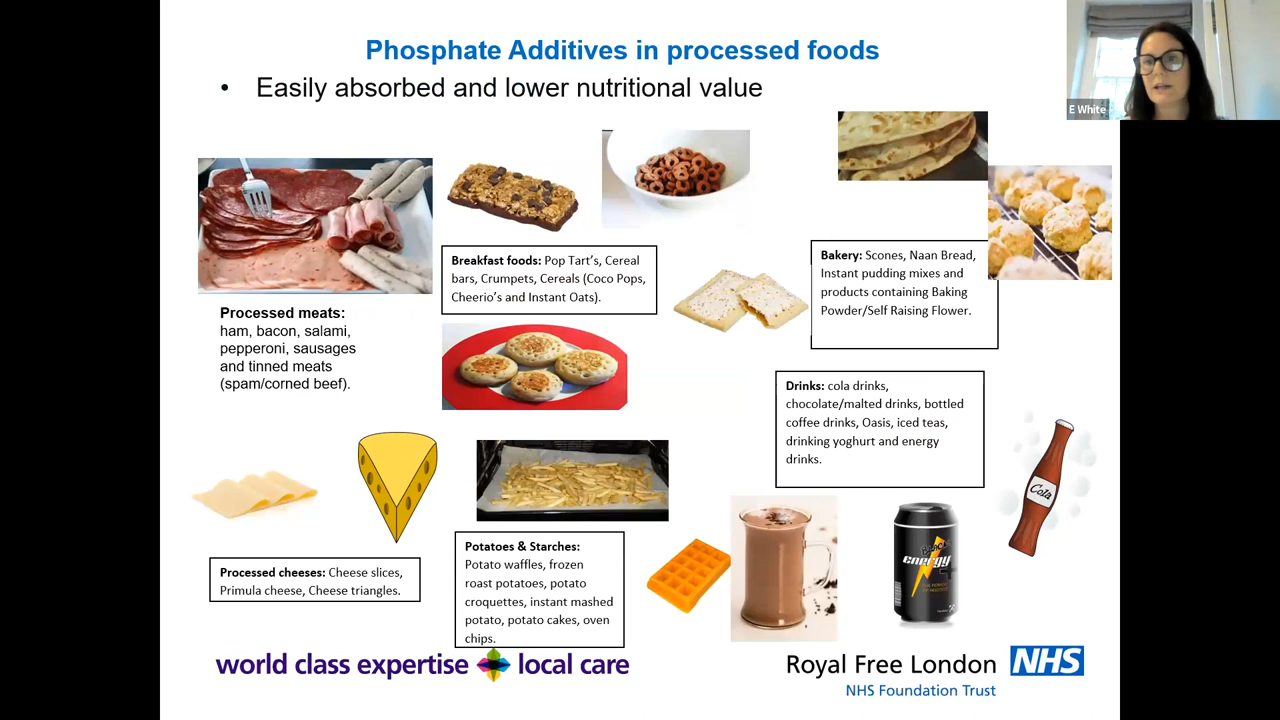 Phosphate Additives in processed foods
• Easily absorbed and lower nutritional value
E White
Processed meats:
ham, bacon, salami,
pepperoni, sausages
and tinned meats
(spam/corned beef).
Breakfast foods: Pop Tart’s, Cereal
bars, Crumpets, Cereals (Coco Pops,
Cheerio’s and Instant Oats).
Bakery: Scones, Naan Bread,
Instant pudding mixes and
products containing Baking
Powder/Self Raising Flower.
Drinks: cola drinks,
chocolate/malted drinks, bottled
coffee drinks, Oasis, iced teas,
drinking yoghurt and energy
drinks.
Cola
energy
Processed cheeses: Cheese slices,
Primula cheese, Cheese triangles.
Potatoes & Starches:
Potato waffles, frozen
roast potatoes, potato
croquettes, instant mashed
potato, potato cakes, oven
chips.
world class expertise local care
Royal Free London NHS
NHS Foundation Trust